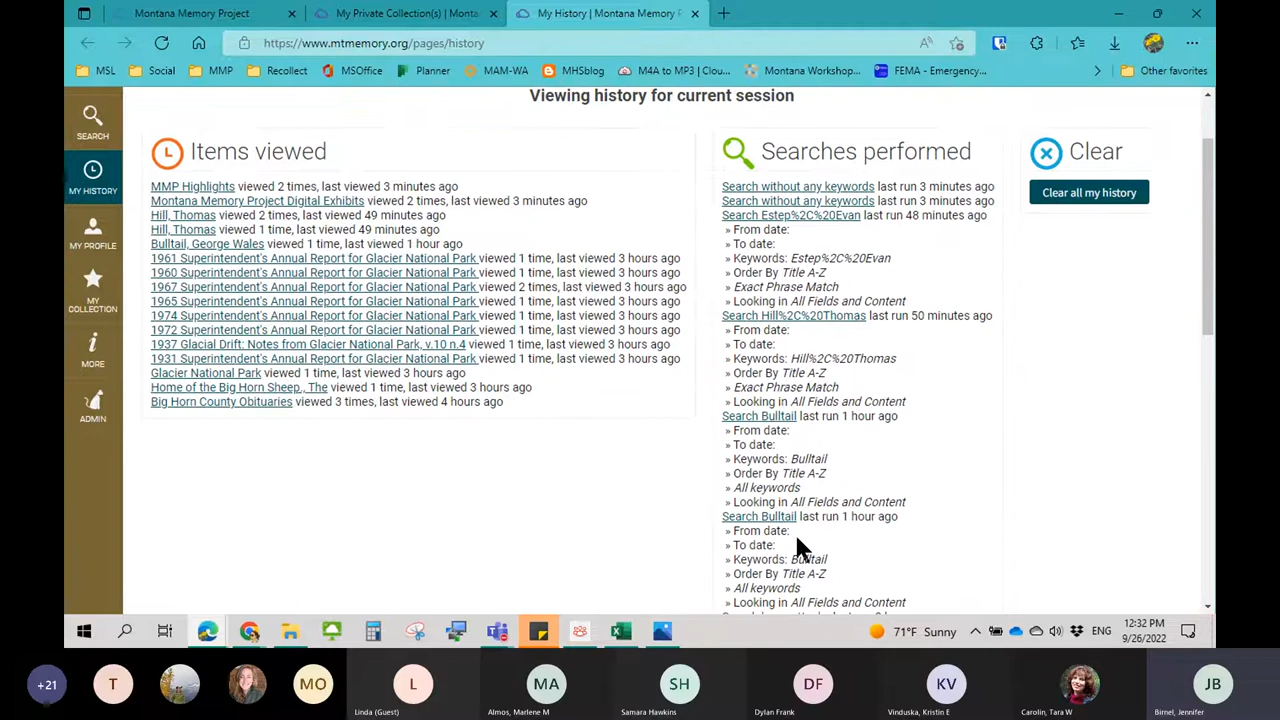 Montana Memory Project
My Private Collection(s) | Monta
My History | Montana Memory P
https://www.mtmemory.org/pages/history
MSL
Social
MMP
Recollect
MSOffice
Planner
MAM-WA
MHSblog
M4A to MP3 | Clou...
Montana Workshop...
FEMA - Emergency...
Other favorites
SEARCH
MY HISTORY
MY PROFILE
MY COLLECTION
MORE
ADMIN
Viewing history for current session
Items viewed
MMP Highlights viewed 2 times, last viewed 3 minutes ago
Montana Memory Project Digital Exhibits viewed 2 times, last viewed 3 minutes ago
Hill, Thomas viewed 2 times, last viewed 49 minutes ago
Hill, Thomas viewed 1 time, last viewed 49 minutes ago
Bulltail, George Wales viewed 1 time, last viewed 1 hour ago
1961 Superintendent's Annual Report for Glacier National Park viewed 1 time, last viewed 3 hours ago
1960 Superintendent's Annual Report for Glacier National Park viewed 1 time, last viewed 3 hours ago
1967 Superintendent's Annual Report for Glacier National Park viewed 2 times, last viewed 3 hours ago
1965 Superintendent's Annual Report for Glacier National Park viewed 1 time, last viewed 3 hours ago
1974 Superintendent's Annual Report for Glacier National Park viewed 1 time, last viewed 3 hours ago
1972 Superintendent's Annual Report for Glacier National Park viewed 1 time, last viewed 3 hours ago
1937 Glacial Drift: Notes from Glacier National Park, v.10 n.4 viewed 1 time, last viewed 3 hours ago
1931 Superintendent's Annual Report for Glacier National Park viewed 1 time, last viewed 3 hours ago
Glacier National Park viewed 1 time, last viewed 3 hours ago
Home of the Big Horn Sheep., The viewed 1 time, last viewed 3 hours ago
Big Horn County Obituaries viewed 3 times, last viewed 4 hours ago
Searches performed
Search without any keywords last run 3 minutes ago
Search without any keywords last run 3 minutes ago
Search Estep%2C%20Evan last run 48 minutes ago
» From date:
» To date:
» Keywords: Estep%2C%20Evan
» Order By Title A-Z
» Exact Phrase Match
» Looking in All Fields and Content
Search Hill%2C%20Thomas last run 50 minutes ago
» From date:
» To date:
» Keywords: Hill%2C%20Thomas
» Order By Title A-Z
» Exact Phrase Match
» Looking in All Fields and Content
Search Bulltail last run 1 hour ago
» From date:
» To date:
» Keywords: Bulltail
» Order By Title A-Z
» All keywords
» Looking in All Fields and Content
Search Bulltail last run 1 hour ago
» From date:
» To date:
» Keywords: Bulltail
» Order By Title A-Z
» All keywords
» Looking in All Fields and Content
Clear
Clear all my history
71°F Sunny
ENG
12:32 PM
9/26/2022
+21
T
MO
L
MA
SH
DF
KV
JB
Linda (Guest)
Almos, Marlene M
Samara Hawkins
Dylan Frank
Vinduska, Kristin E
Carolin, Tara W
Birnel, Jennifer